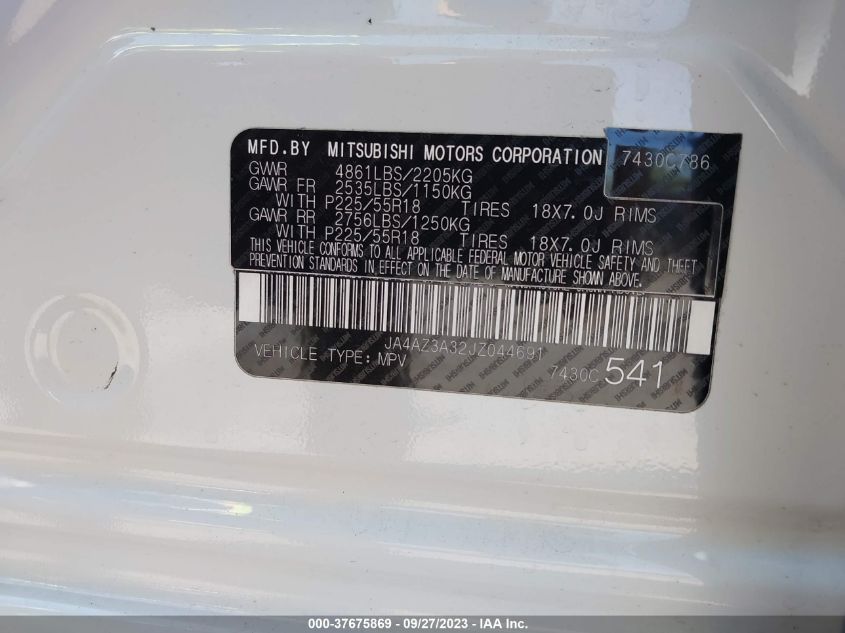 MFD.BY MITSUBISHI MOTORS CORPORATION 7430C786
GVWR 4861LBS/2205KG
GAWR FR 2535LBS/1150KG
WITH P225/55R18 TIRES 18X7.0J RIMS
GAWR RR 2756LBS/1250KG
WITH P225/55R18 TIRES 18X7.0J RIMS
THIS VEHICLE CONFORMS TO ALL APPLICABLE FEDERAL MOTOR VEHICLE SAFETY AND THEFT
PREVENTION STANDARDS IN EFFECT ON THE DATE OF MANUFACTURE SHOWN ABOVE.
JA4AZ3A32JZ044691
VEHICLE TYPE: MPV
7430C 541
000-37675869 - 09/27/2023 - IAA Inc.